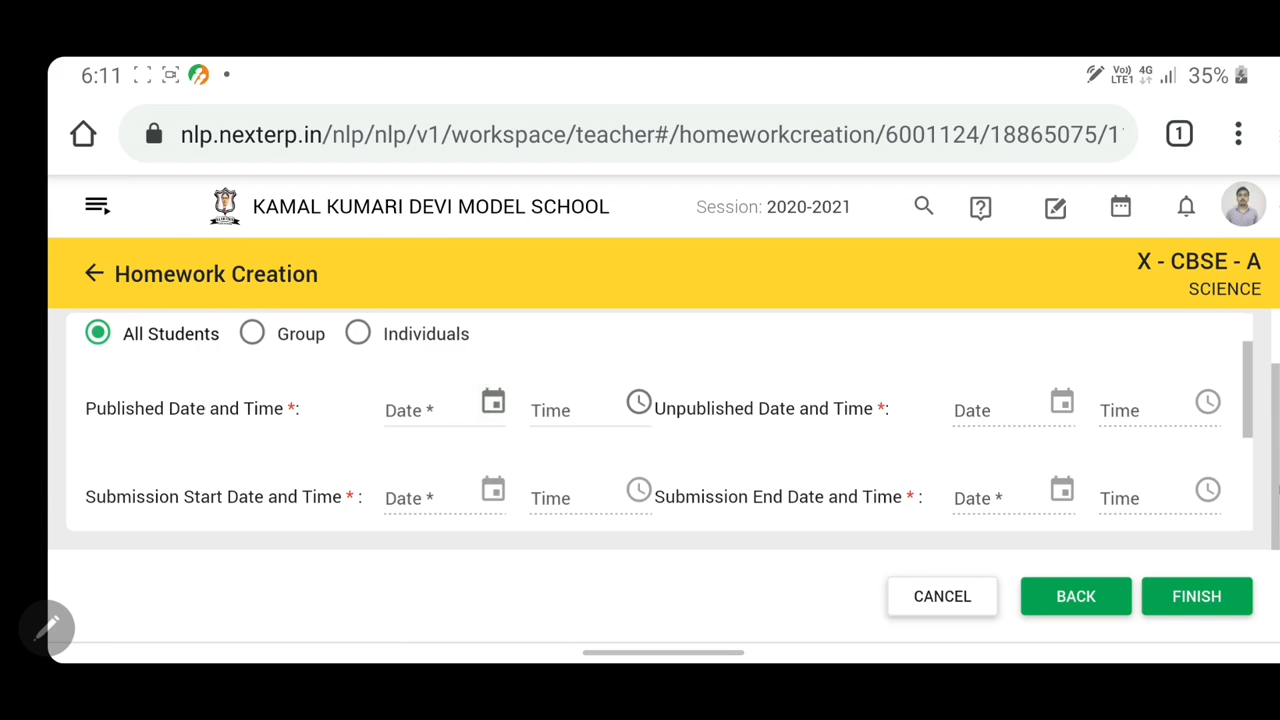 6:11 Vo)) LTE1 4G 35%
nlp.nexterp.in/nlp/nlp/v1/workspace/teacher#/homeworkcreation/6001124/18865075/1 1
KAMAL KUMARI DEVI MODEL SCHOOL Session: 2020-2021
Homework Creation X - CBSE - A
SCIENCE
All Students Group Individuals
Published Date and Time *: Date * Time Unpublished Date and Time *: Date Time
Submission Start Date and Time * : Date * Time Submission End Date and Time * : Date * Time
CANCEL BACK FINISH